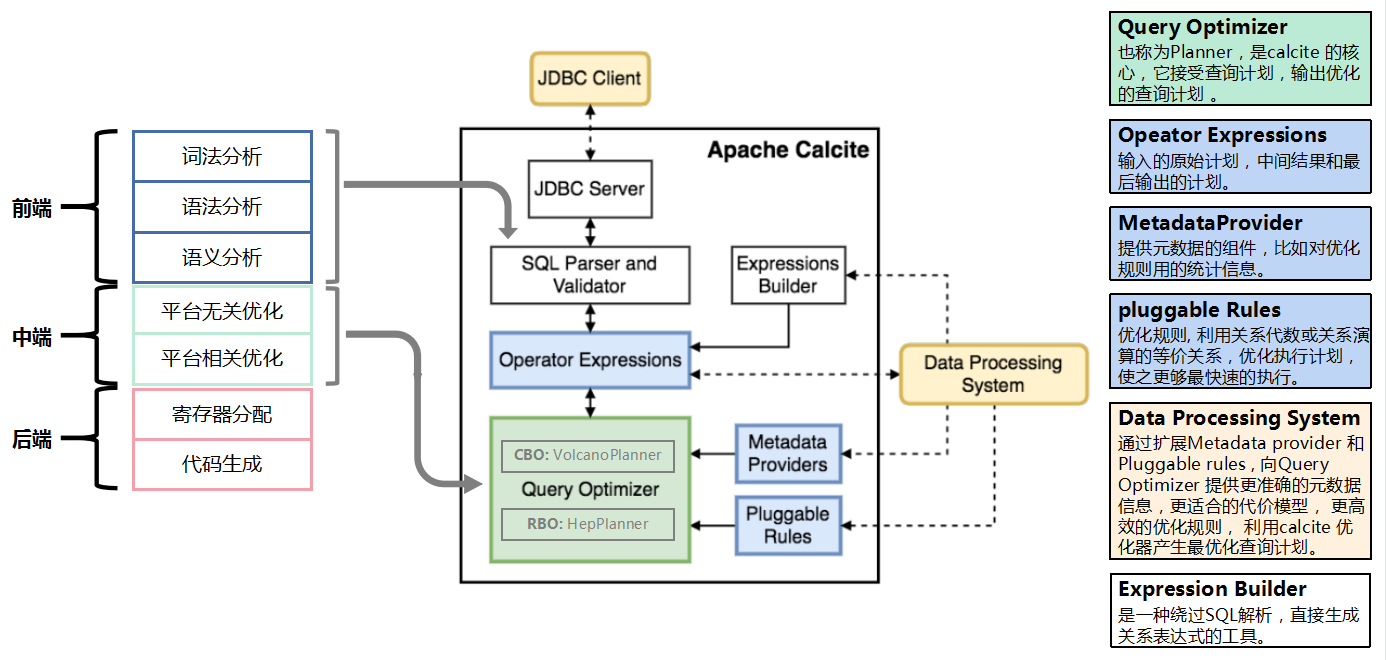 前端
词法分析
语法分析
语义分析
中端
平台无关优化
平台相关优化
后端
寄存器分配
代码生成
JDBC Client
Apache Calcite
JDBC Server
SQL Parser and
Validator
Expressions
Builder
Operator Expressions
Data Processing
System
CBO: VolcanoPlanner
Query Optimizer
RBO: HepPlanner
Metadata
Providers
Pluggable
Rules
Query Optimizer
也称为Planner，是calcite 的核
心，它接受查询计划，输出优化
的查询计划 。
Opeator Expressions
输入的原始计划，中间结果和最
后输出的计划。
MetadataProvider
提供元数据的组件，比如对优化
规则用的统计信息。
pluggable Rules
优化规则, 利用关系代数或关系演
算的等价关系，优化执行计划，
使之更够最快速的执行。
Data Processing System
通过扩展Metadata provider 和
Pluggable rules , 向Query
Optimizer 提供更准确的元数据
信息，更适合的代价模型， 更高
效的优化规则， 利用calcite 优
化器产生最优化查询计划。
Expression Builder
是一种绕过SQL解析，直接生成
关系表达式的工具。